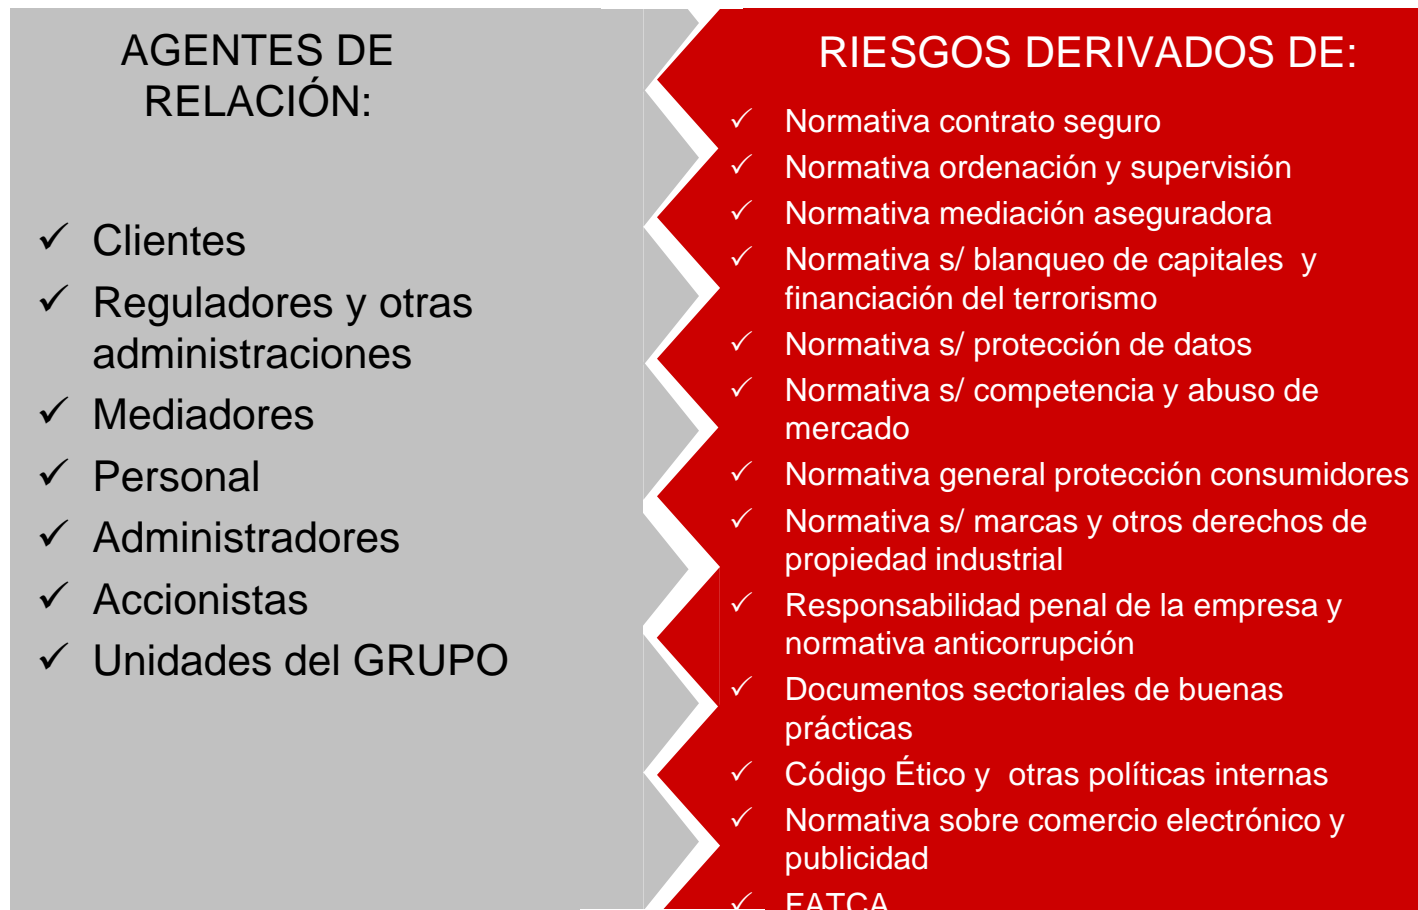 AGENTES DE
RELACIÓN:
✓ Clientes
✓ Reguladores y otras
administraciones
✓ Mediadores
✓ Personal
✓ Administradores
✓ Accionistas
✓ Unidades del GRUPO
RIESGOS DERIVADOS DE:
✓ Normativa contrato seguro
✓ Normativa ordenación y supervisión
✓ Normativa mediación aseguradora
✓ Normativa s/ blanqueo de capitales y
financiación del terrorismo
✓ Normativa s/ protección de datos
✓ Normativa s/ competencia y abuso de
mercado
✓ Normativa general protección consumidores
✓ Normativa s/ marcas y otros derechos de
propiedad industrial
✓ Responsabilidad penal de la empresa y
normativa anticorrupción
✓ Documentos sectoriales de buenas
prácticas
✓ Código Ético y otras políticas internas
✓ Normativa sobre comercio electrónico y
publicidad
✓ FATCA